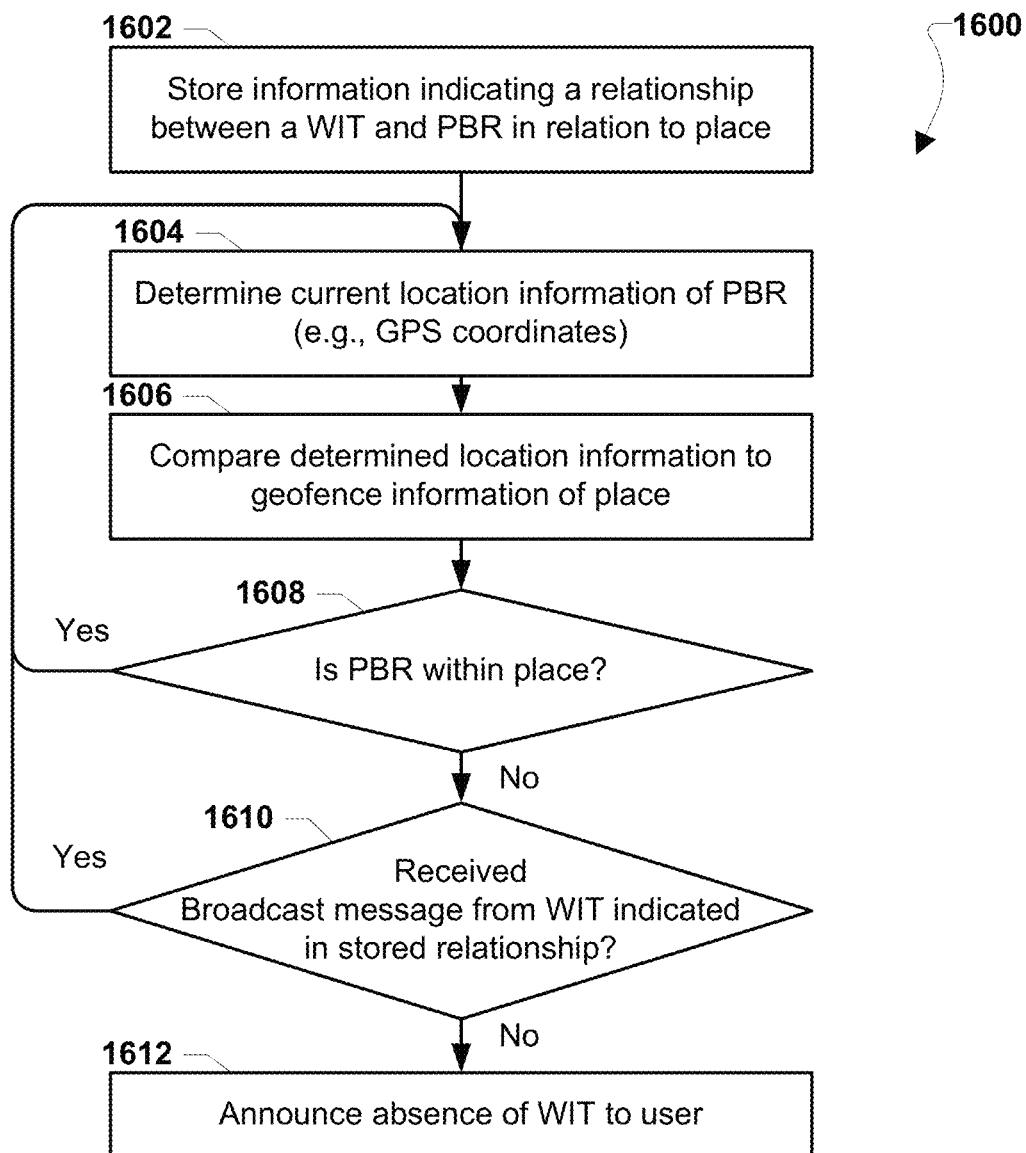 1602
1600
Store information indicating a relationship
between a WIT and PBR in relation to place
1604
Determine current location information of PBR
(e.g., GPS coordinates)
1606
Compare determined location information to
geofence information of place
1608
Yes
Is PBR within place?
No
1610
Yes
Received
Broadcast message from WIT indicated
in stored relationship?
No
1612
Announce absence of WIT to user